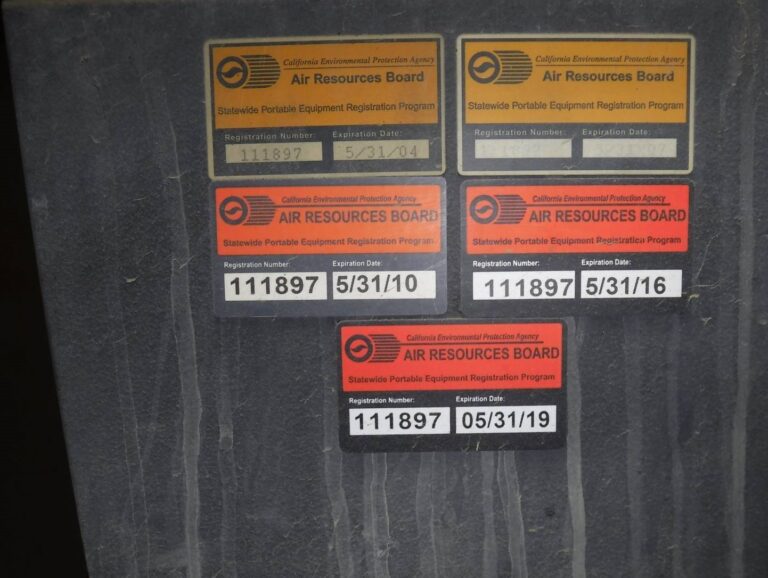 California Environmental Protection Agency
Air Resources Board
Statewide Portable Equipment Registration Program
Registration Number: Expiration Date:
111897 5/31/04
California Environmental Protection Agency
Air Resources Board
Statewide Portable Equipment Registration Program
Registration Number: Expiration Date:
111897 5/31/07
California Environmental Protection Agency
AIR RESOURCES BOARD
Statewide Portable Equipment Registration Program
Registration Number: Expiration Date:
111897 5/31/10
California Environmental Protection Agency
AIR RESOURCES BOARD
Statewide Portable Equipment Registration Program
Registration Number: Expiration Date:
111897 5/31/16
California Environmental Protection Agency
AIR RESOURCES BOARD
Statewide Portable Equipment Registration Program
Registration Number: Expiration Date:
111897 05/31/19